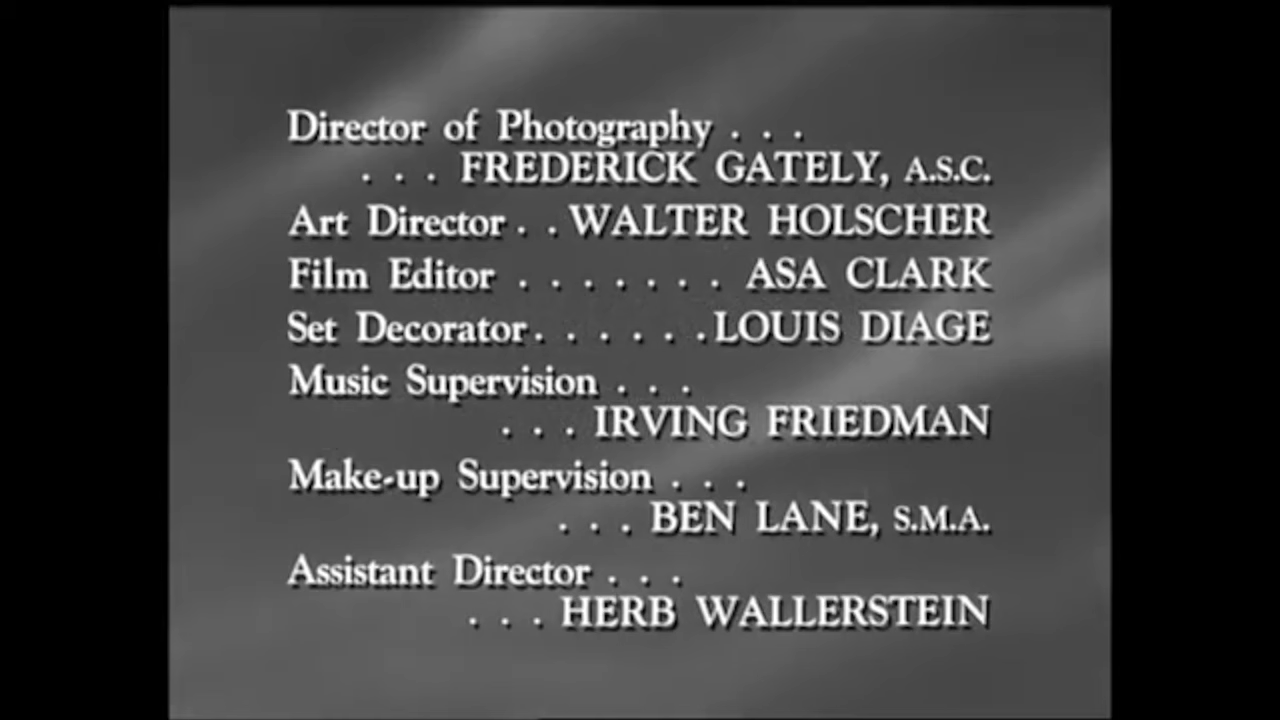 Director of Photography . . .
. . . FREDERICK GATELY, A.S.C.
Art Director . . WALTER HOLSCHER
Film Editor . . . . . . . ASA CLARK
Set Decorator . . . . . . LOUIS DIAGE
Music Supervision . . .
. . . IRVING FRIEDMAN
Make-up Supervision . . .
. . . BEN LANE, S.M.A.
Assistant Director . . .
. . . HERB WALLERSTEIN